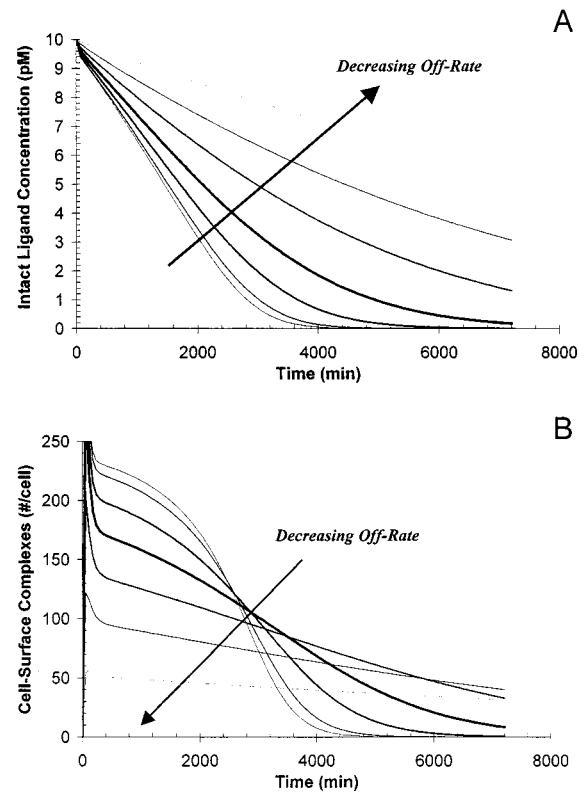 A
10
9
8
7
6
5
4
3
2
1
0
Intact Ligand Concentration (pM)
Decreasing Off-Rate
0 2000 4000 6000 8000
Time (min)
B
250
200
150
100
50
0
Cell-Surface Complexes (#/cell)
Decreasing Off-Rate
0 2000 4000 6000 8000
Time (min)